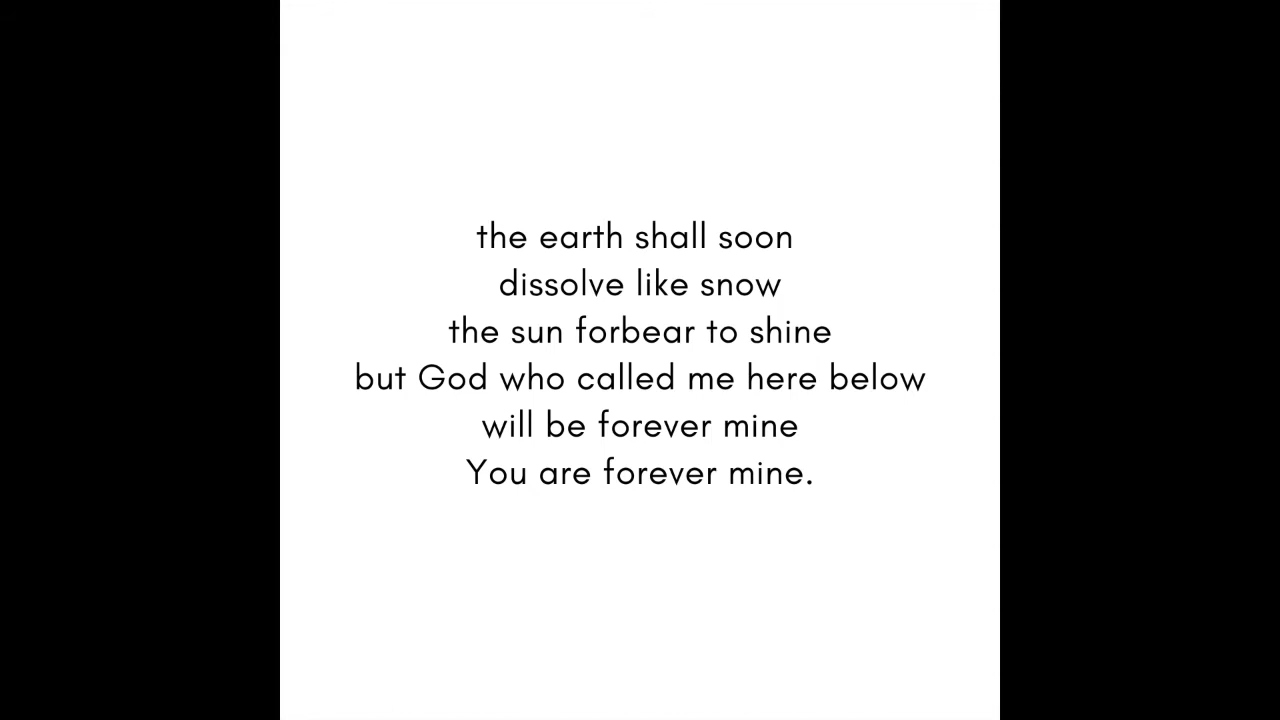 the earth shall soon
dissolve like snow
the sun forbear to shine
but God who called me here below
will be forever mine
You are forever mine.